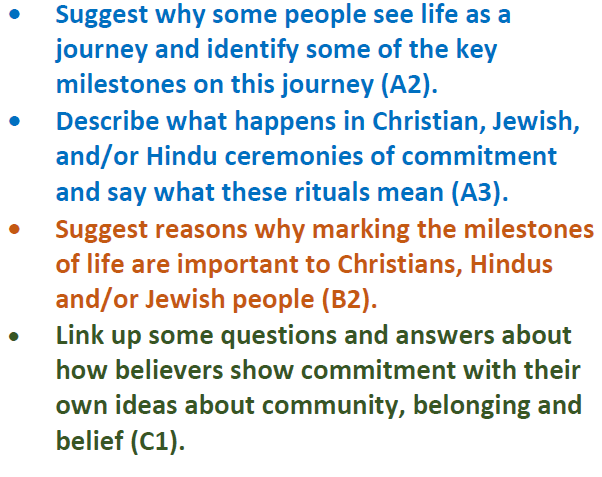 • Suggest why some people see life as a
journey and identify some of the key
milestones on this journey (A2).
• Describe what happens in Christian, Jewish,
and/or Hindu ceremonies of commitment
and say what these rituals mean (A3).
• Suggest reasons why marking the milestones
of life are important to Christians, Hindus
and/or Jewish people (B2).
• Link up some questions and answers about
how believers show commitment with their
own ideas about community, belonging and
belief (C1).